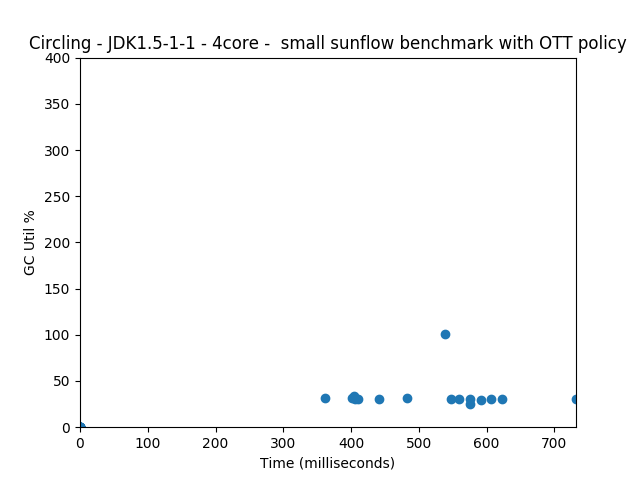 Circling - JDK1.5-1-1 - 4core -  small sunflow benchmark with OTT policy
400
350
300
250
200
150
100
50
0
GC Util %
0 100 200 300 400 500 600 700
Time (milliseconds)